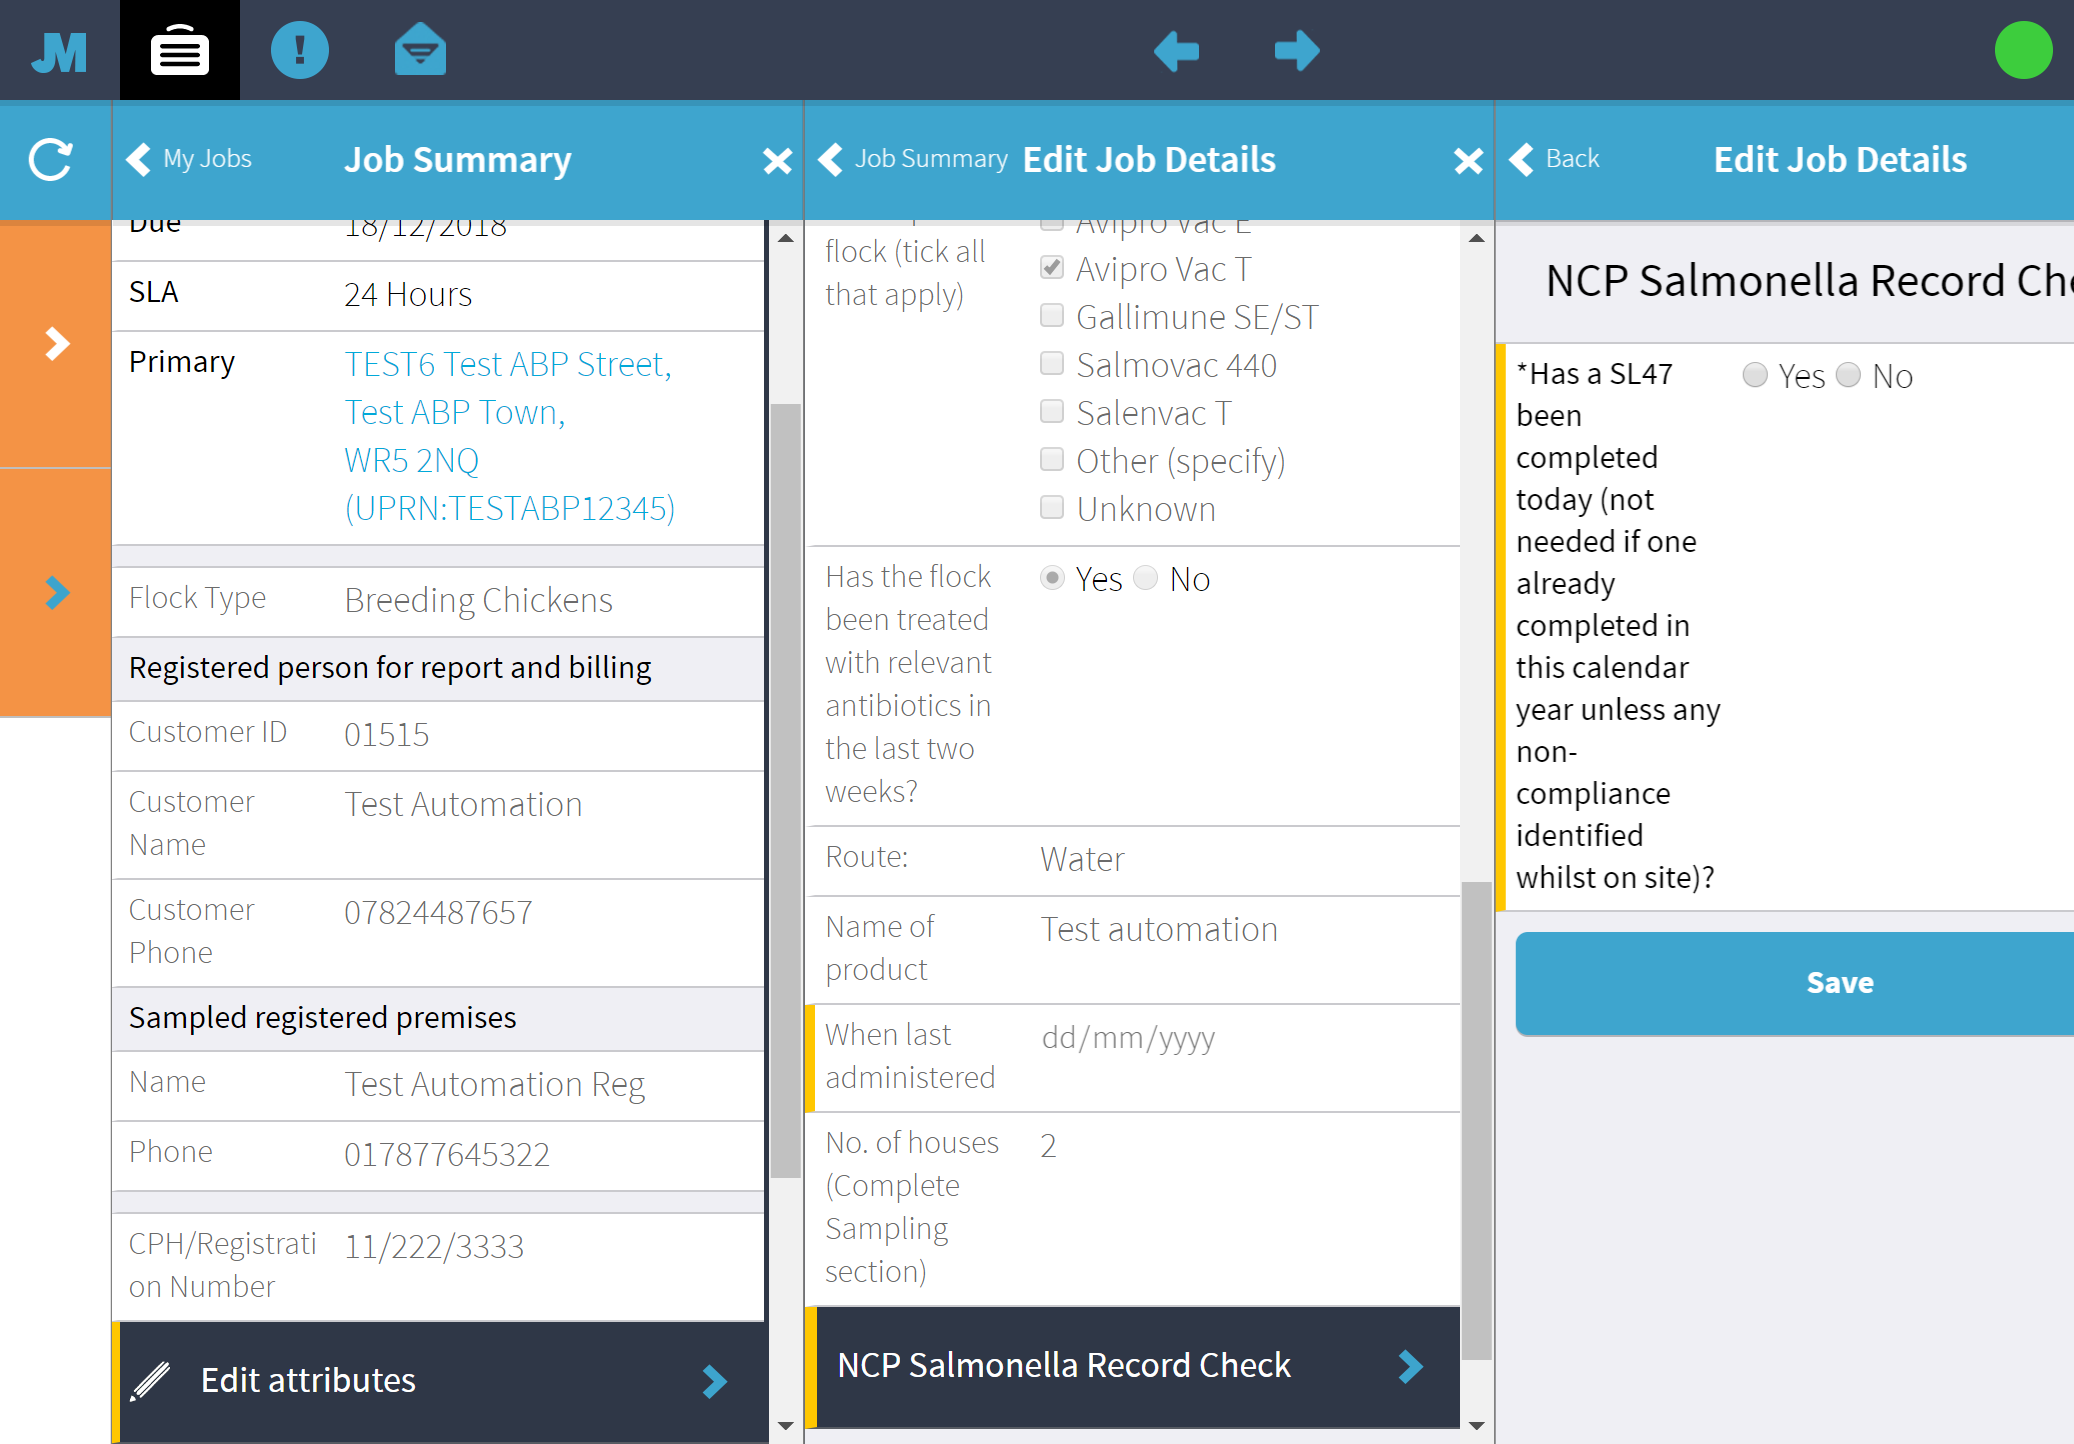 JM
My Jobs
Job Summary
Due
18/12/2018
SLA
24 Hours
Primary
TEST6 Test ABP Street,
Test ABP Town,
WR5 2NQ
(UPRN:TESTABP12345)
Flock Type
Breeding Chickens
Registered person for report and billing
Customer ID
01515
Customer
Name
Test Automation
Customer
Phone
07824487657
Sampled registered premises
Name
Test Automation Reg
Phone
017877645322
CPH/Registrati
on Number
11/222/3333
Edit attributes
Job Summary
Edit Job Details
flock (tick all
that apply)
Avipro Vac E
Avipro Vac T
Gallimune SE/ST
Salmovac 440
Salenvac T
Other (specify)
Unknown
Has the flock
been treated
with relevant
antibiotics in
the last two
weeks?
Yes No
Route:
Water
Name of
product
Test automation
When last
administered
dd/mm/yyyy
No. of houses
(Complete
Sampling
section)
2
NCP Salmonella Record Check
Back
Edit Job Details
NCP Salmonella Record Che
*Has a SL47
been
completed
today (not
needed if one
already
completed in
this calendar
year unless any
non-
compliance
identified
whilst on site)?
Yes No
Save